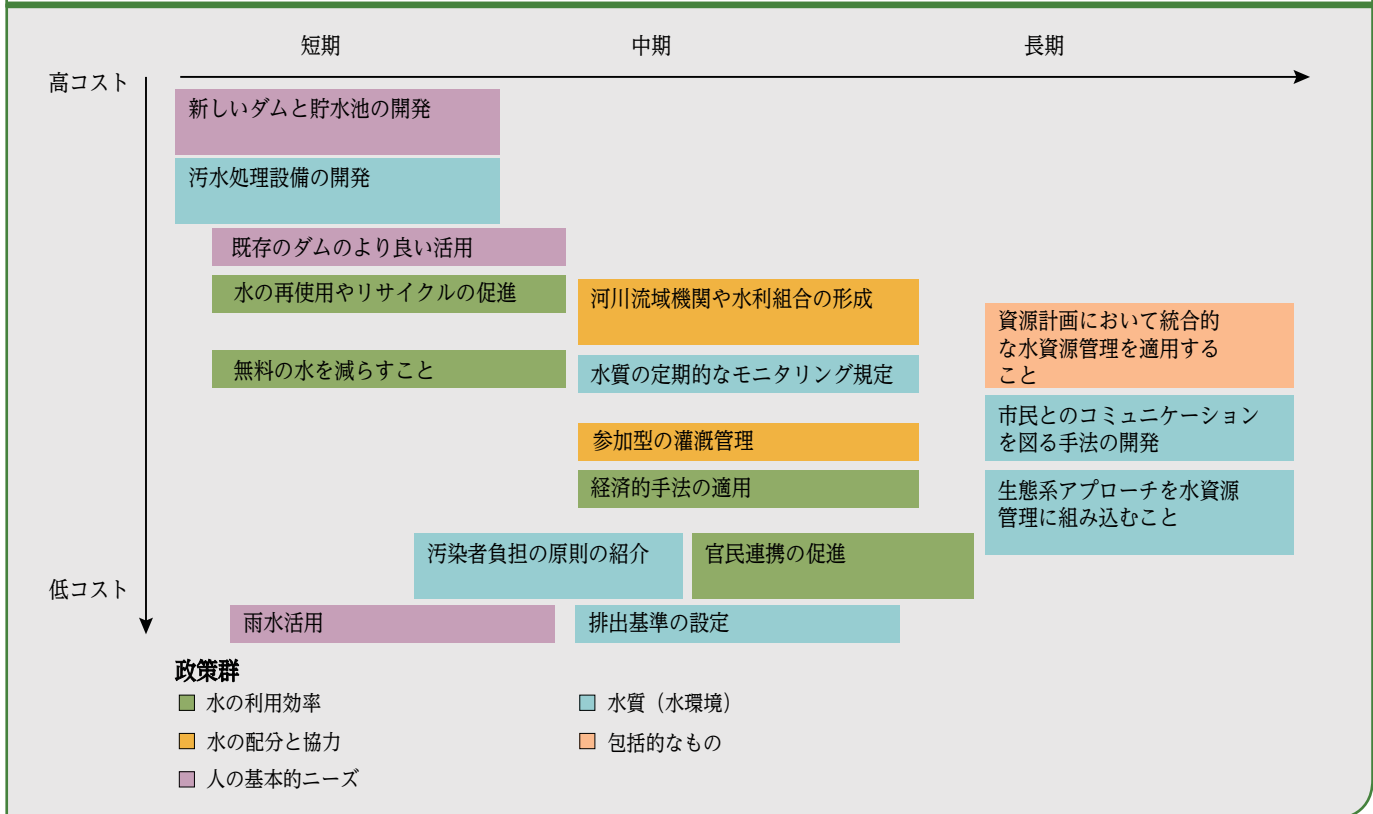 短期 中期 長期
高コスト
新しいダムと貯水池の開発
汚水処理設備の開発
既存のダムのより良い活用
水の再使用やリサイクルの促進
河川流域機関や水利組合の形成
資源計画において統合的
な水資源管理を適用する
こと
無料の水を減らすこと
水質の定期的なモニタリング規定
市民とのコミュニケーション
を図る手法の開発
参加型の灌漑管理
経済的手法の適用
生態系アプローチを水資源
管理に組み込むこと
汚染者負担の原則の紹介
官民連携の促進
低コスト
雨水活用
排出基準の設定
政策群
水の利用効率
水質（水環境）
水の配分と協力
包括的なもの
人の基本的ニーズ